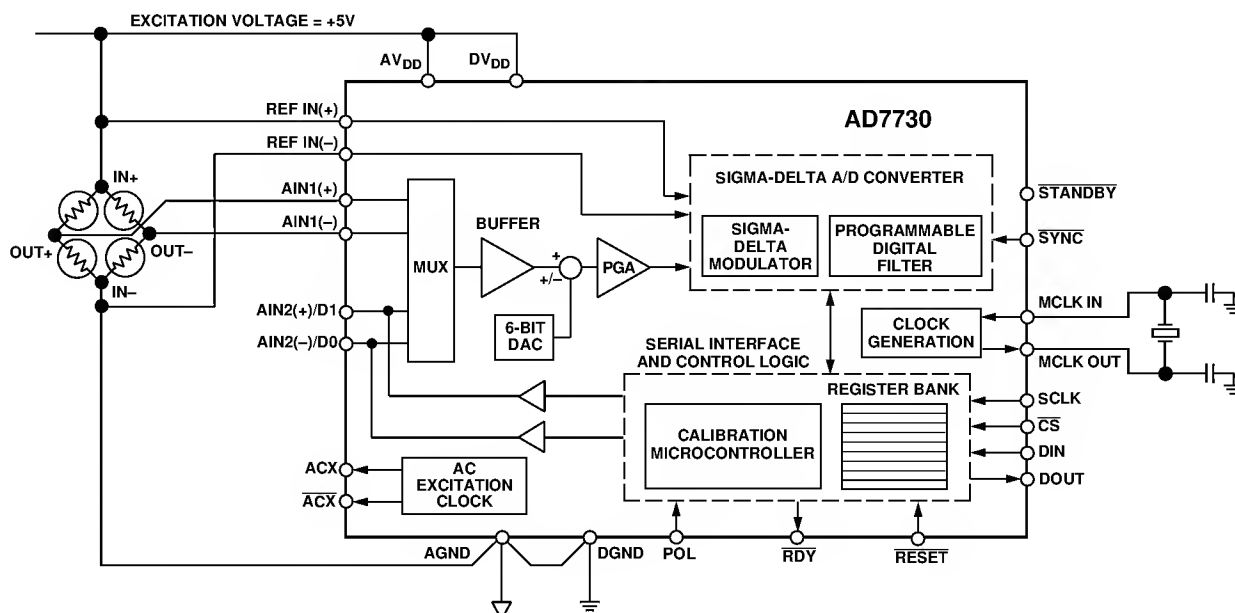 EXCITATION VOLTAGE = +5V
AVDD
DVDD
REF IN(+)
REF IN(–)
AD7730
IN+
AIN1(+)
AIN1(–)
OUT+
OUT–
IN–
SIGMA-DELTA A/D CONVERTER
STANDBY
BUFFER
SIGMA-
DELTA
MODULATOR
PROGRAMMABLE
DIGITAL
FILTER
SYNC
MUX
+
+/–
PGA
AIN2(+)/D1
AIN2(–)/D0
6-BIT
DAC
MCLK IN
CLOCK
GENERATION
MCLK OUT
SERIAL INTERFACE
AND CONTROL LOGIC
REGISTER BANK
SCLK
CS
DIN
DOUT
CALIBRATION
MICROCONTROLLER
ACX
ACX
AC
EXCITATION
CLOCK
AGND
DGND
POL
RDY
RESET